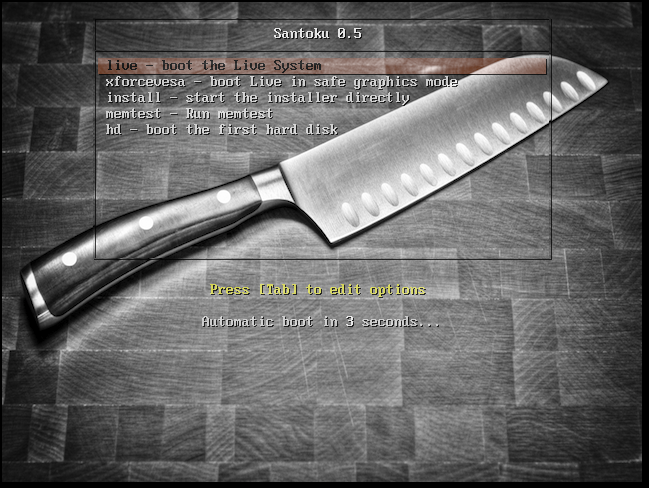 Santoku 0.5
live – boot the Live System
xforcevesa – boot Live in safe graphics mode
install – start the installer directly
memtest – Run memtest
hd – boot the first hard disk
Press [Tab] to edit options
Automatic boot in 3 seconds...